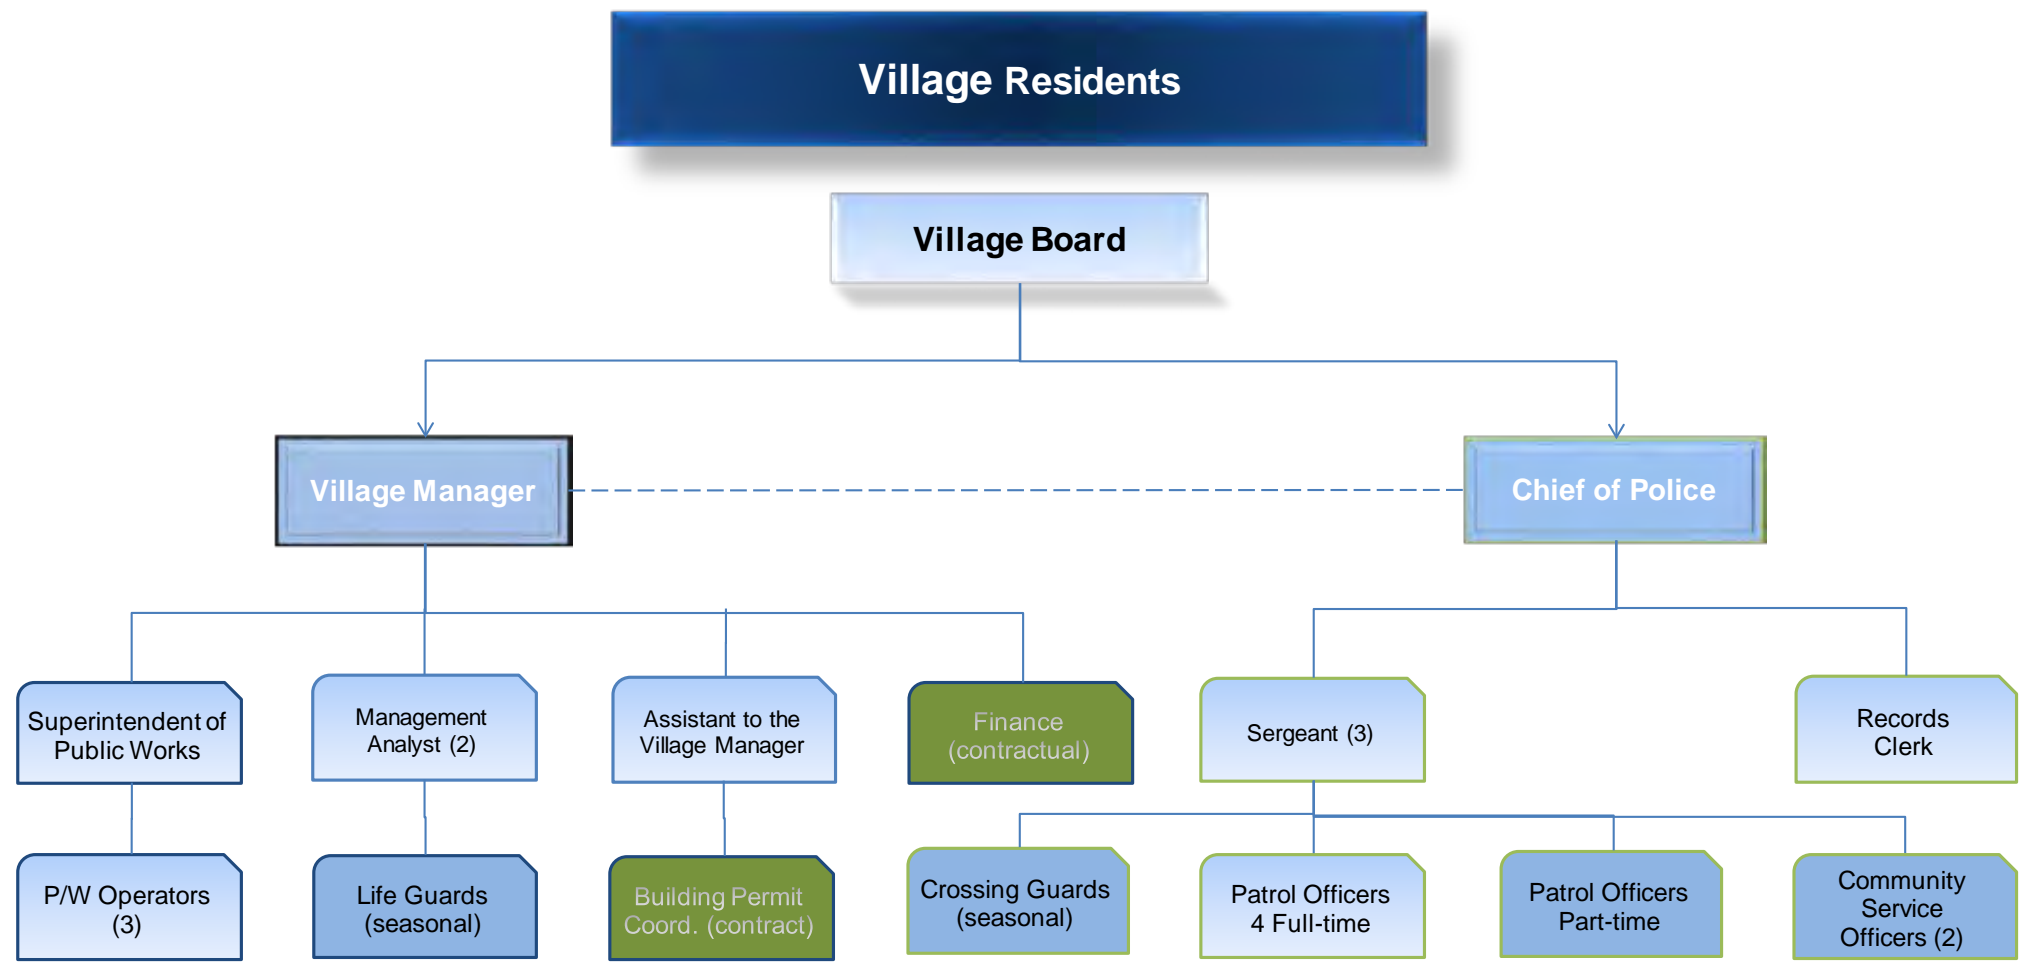 Village Residents
Village Board
Village Manager
Chief of Police
Superintendent of
Public Works
Management
Analyst (2)
Assistant to the
Village Manager
Finance
(contractual)
Sergeant (3)
Records
Clerk
P/W Operators
(3)
Life Guards
(seasonal)
Building Permit
Coord. (contract)
Crossing Guards
(seasonal)
Patrol Officers
4 Full-time
Patrol Officers
Part-time
Community
Service
Officers (2)